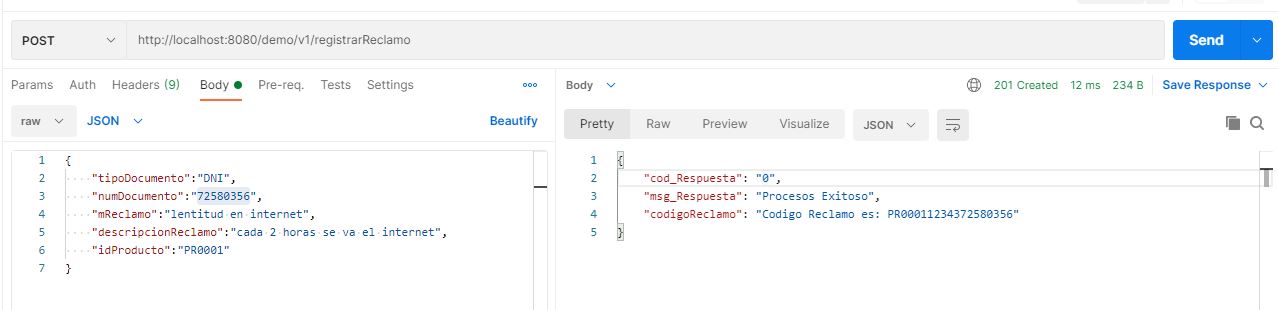 POST
http://localhost:8080/demo/v1/registrarReclamo
Send
Params Auth Headers (9) Body Pre-req. Tests Settings
raw JSON Beautify
1 {
2 "tipoDocumento":"DNI",
3 "numDocumento":"72580356",
4 "mReclamo":"lentitud en internet",
5 "descripcionReclamo":"cada 2 horas se va el internet",
6 "idProducto":"PR0001"
7 }
Body 201 Created 12 ms 234 B Save Response
Pretty Raw Preview Visualize JSON
1 {
2 "cod_Respuesta": "0",
3 "msg_Respuesta": "Procesos Exitoso",
4 "codigoReclamo": "Codigo Reclamo es: PR00011234372580356"
5 }